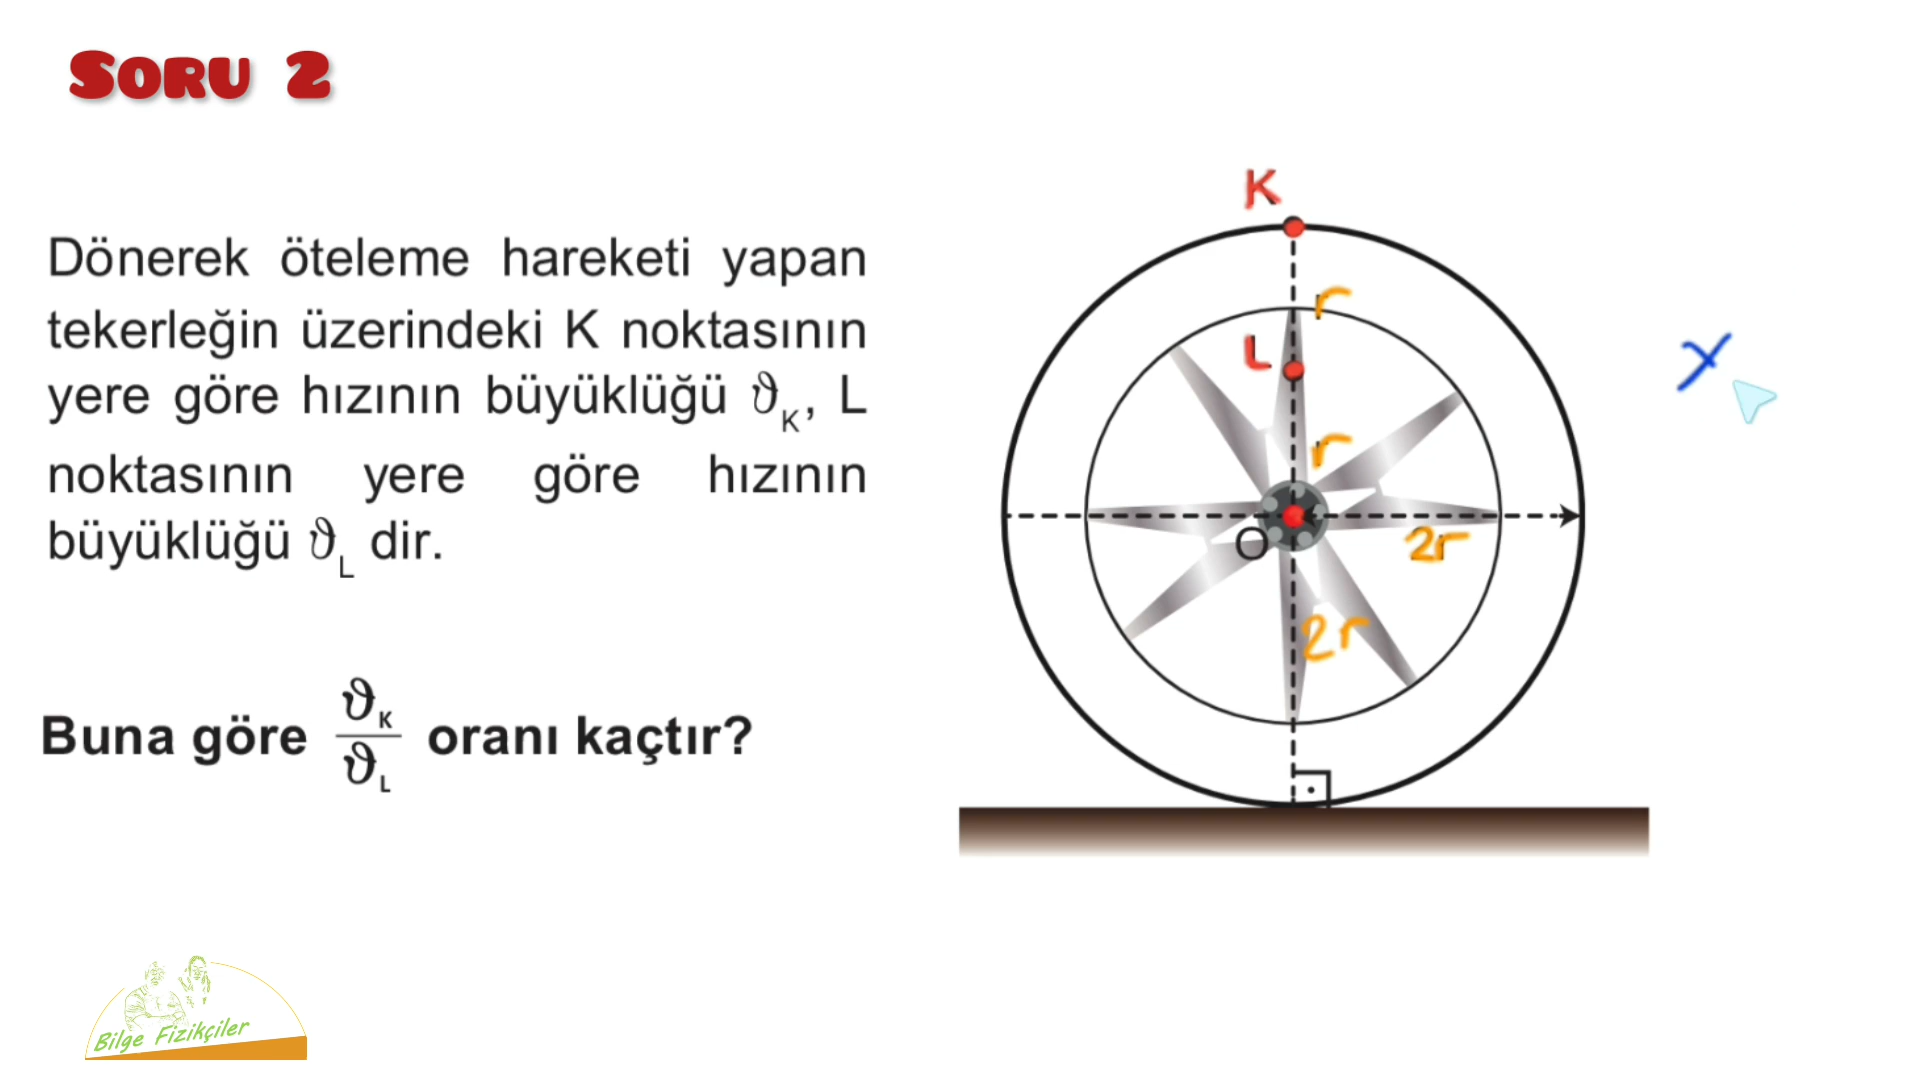 SORU 2
Dönerek öteleme hareketi yapan
tekerleğin üzerindeki K noktasının
yere göre hızının büyüklüğü ϑK, L
noktasının yere göre hızının
büyüklüğü ϑL dir.
Buna göre ϑK/ϑL oranı kaçtır?
K
r
L
r
O
2r
2r
Bilge Fizikçiler